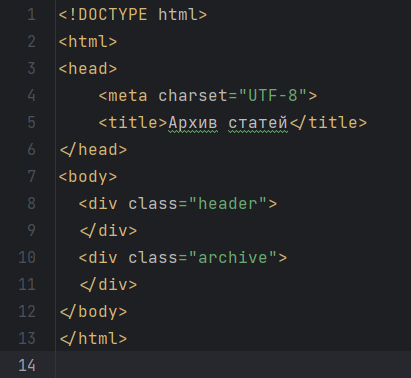 1 <!DOCTYPE html>
2 <html>
3 <head>
4     <meta charset="UTF-8">
5     <title>Архив статей</title>
6 </head>
7 <body>
8   <div class="header">
9   </div>
10   <div class="archive">
11   </div>
12 </body>
13 </html>
14